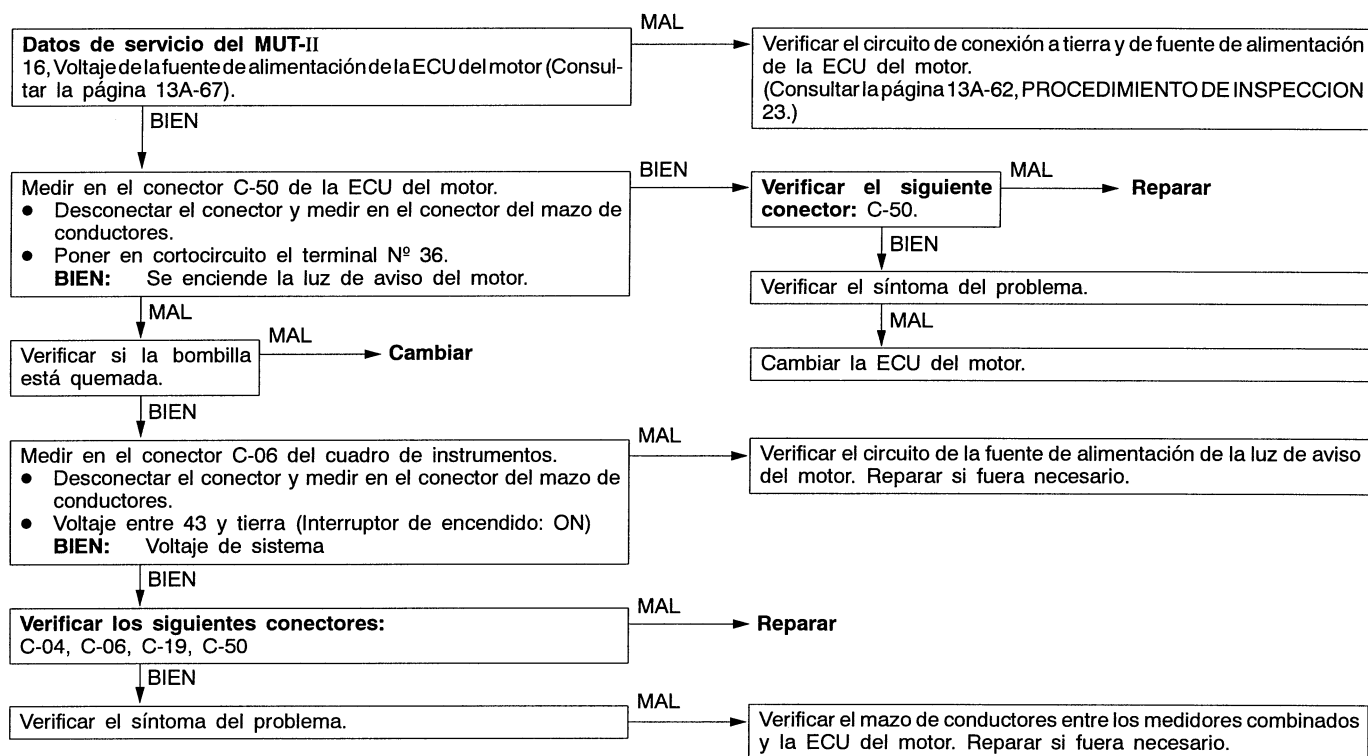 Datos de servicio del MUT-II
16, Voltaje de la fuente de alimentación de la ECU del motor (Consul-
tar la página 13A-67).
MAL
Verificar el circuito de conexión a tierra y de fuente de alimentación
de la ECU del motor.
(Consultar la página 13A-62, PROCEDIMIENTO DE INSPECCION
23.)
BIEN
Medir en el conector C-50 de la ECU del motor.
● Desconectar el conector y medir en el conector del mazo de
conductores.
● Poner en cortocircuito el terminal Nº 36.
BIEN: Se enciende la luz de aviso del motor.
BIEN
Verificar el siguiente
conector: C-50.
MAL
Reparar
BIEN
Verificar el síntoma del problema.
MAL
Cambiar la ECU del motor.
MAL
Verificar si la bombilla
está quemada.
MAL
Cambiar
BIEN
Medir en el conector C-06 del cuadro de instrumentos.
● Desconectar el conector y medir en el conector del mazo de
conductores.
● Voltaje entre 43 y tierra (Interruptor de encendido: ON)
BIEN: Voltaje de sistema
MAL
Verificar el circuito de la fuente de alimentación de la luz de aviso
del motor. Reparar si fuera necesario.
BIEN
Verificar los siguientes conectores:
C-04, C-06, C-19, C-50
MAL
Reparar
BIEN
Verificar el síntoma del problema.
MAL
Verificar el mazo de conductores entre los medidores combinados
y la ECU del motor. Reparar si fuera necesario.